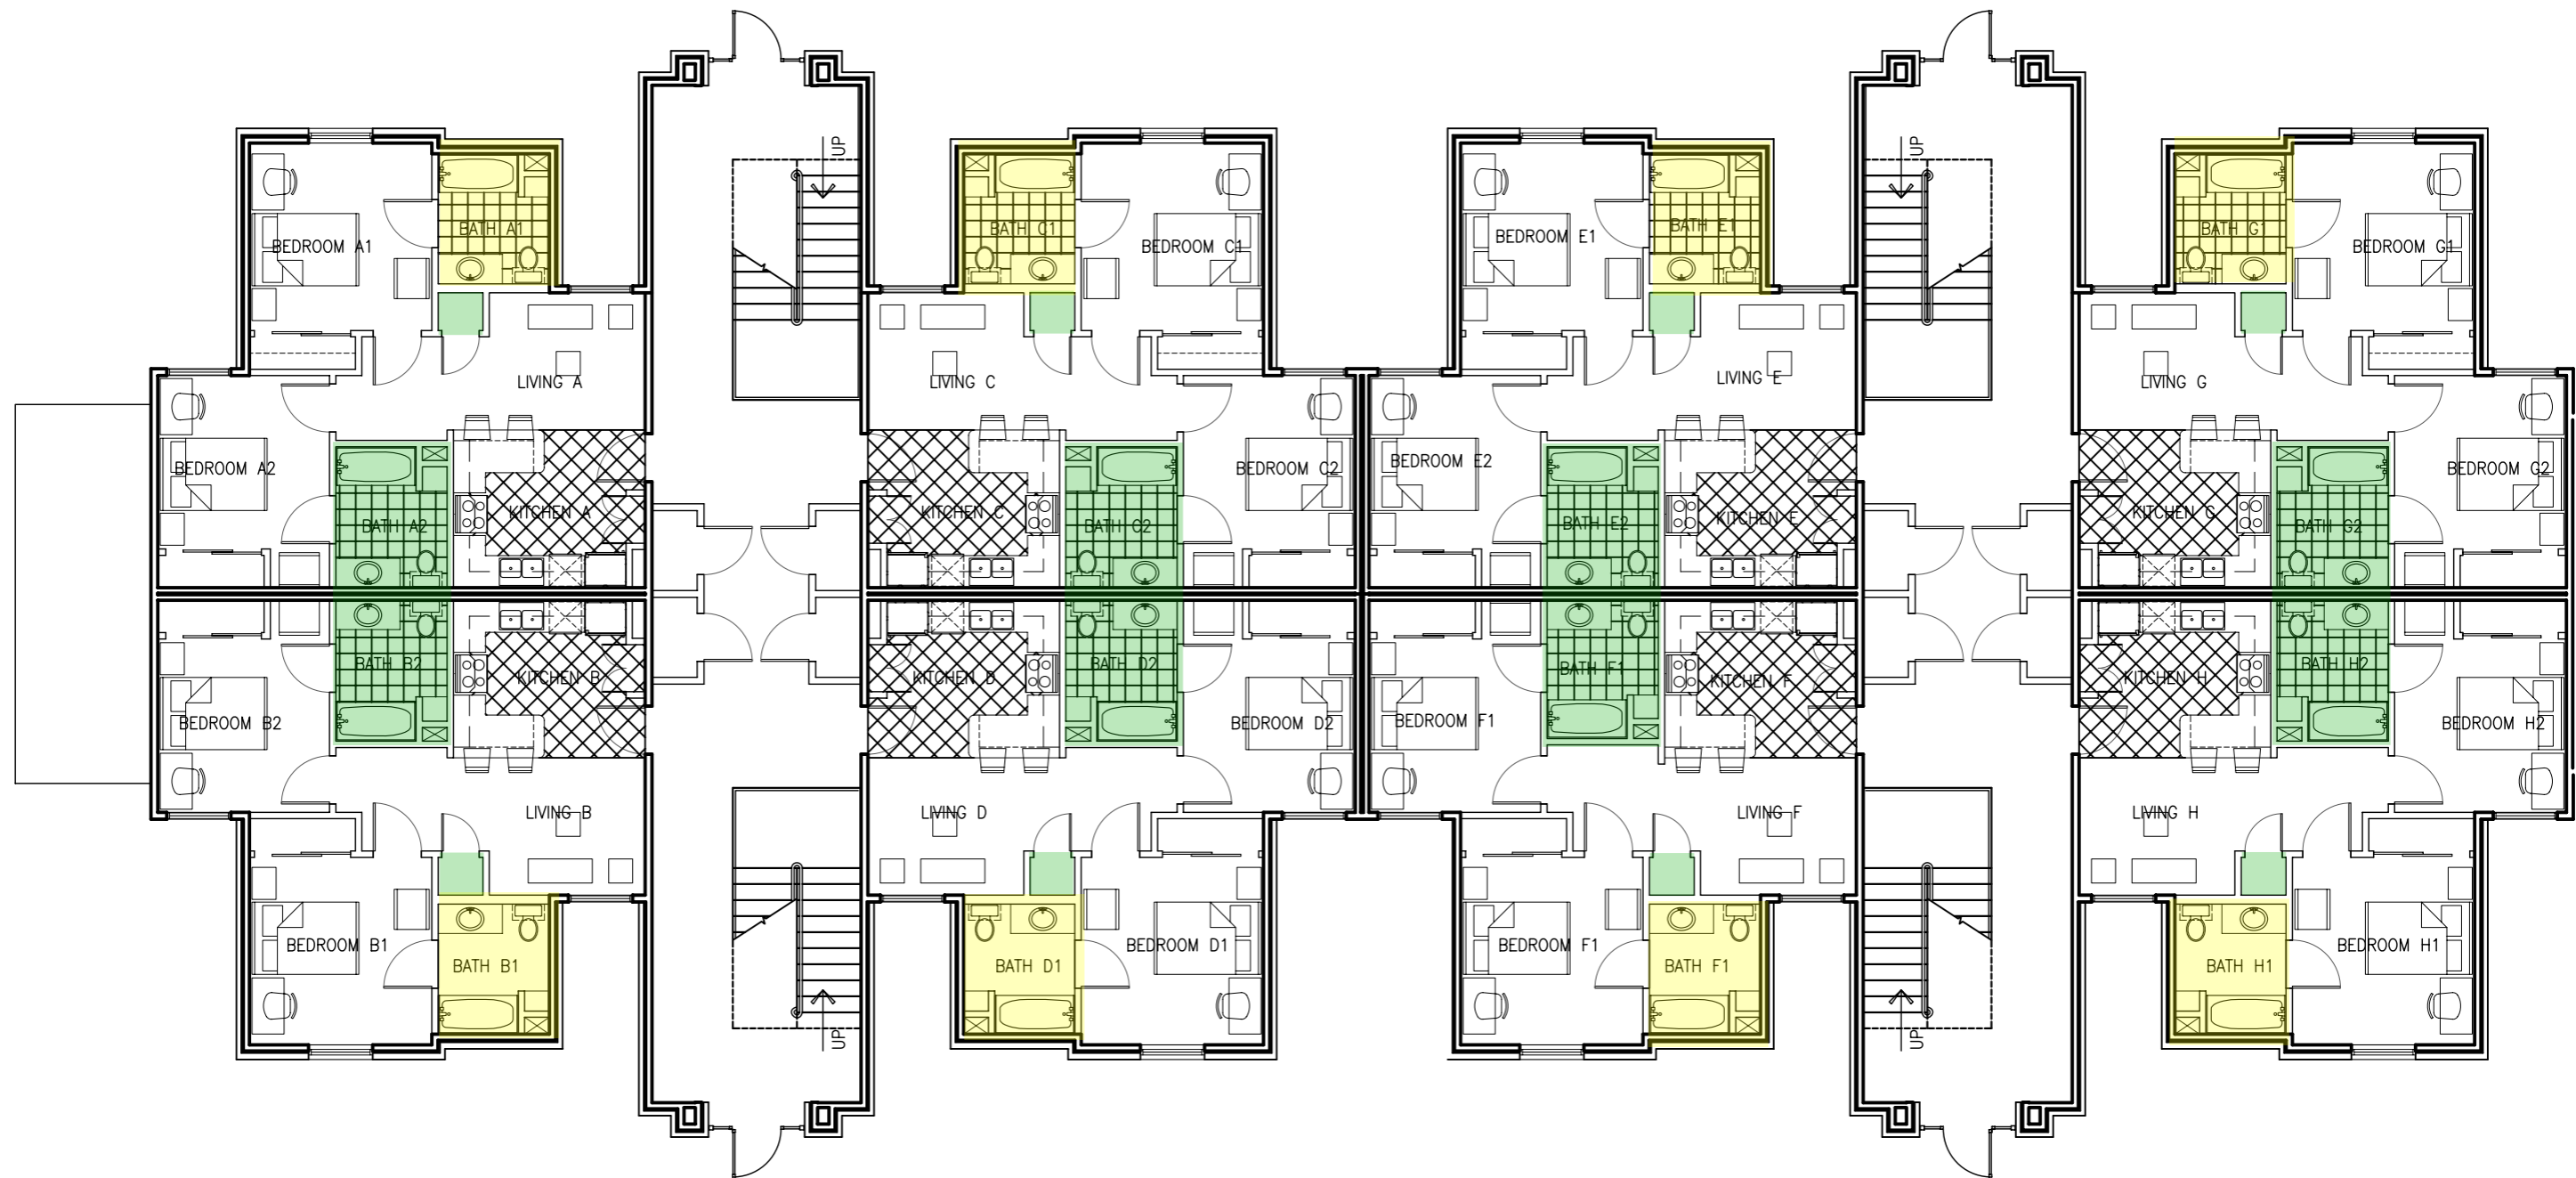 UP
UP
BATH A1
BATH C1
BATH E1
BATH G1
BEDROOM A1
BEDROOM C1
BEDROOM E1
BEDROOM G1
LIVING A
LIVING C
LIVING E
LIVING G
BEDROOM A2
BEDROOM C2
BEDROOM E2
BEDROOM G2
BATH A2
KITCHEN A
KITCHEN C
BATH C2
BATH E2
KITCHEN E
KITCHEN G
BATH G2
BATH B2
KITCHEN B
KITCHEN D
BATH D2
BATH F1
KITCHEN F
KITCHEN H
BATH H2
BEDROOM B2
BEDROOM D2
BEDROOM F1
BEDROOM H2
LIVING B
LIVING D
LIVING F
LIVING H
BEDROOM B1
BEDROOM D1
BEDROOM F1
BEDROOM H1
BATH B1
BATH D1
BATH F1
BATH H1
UP
UP